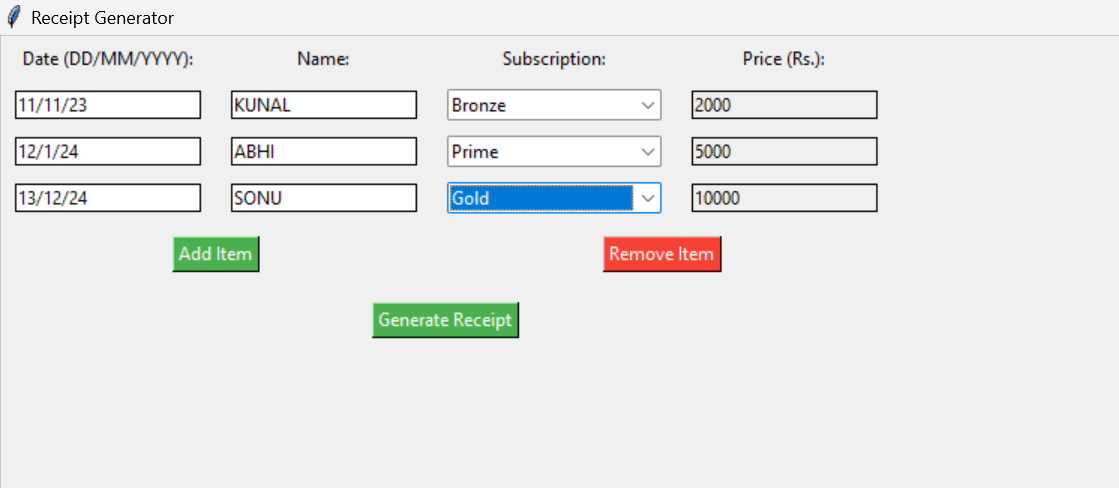 Receipt Generator
Date (DD/MM/YYYY): Name: Subscription: Price (Rs.):
11/11/23 KUNAL Bronze 2000
12/1/24 ABHI Prime 5000
13/12/24 SONU Gold 10000
Add Item Remove Item
Generate Receipt